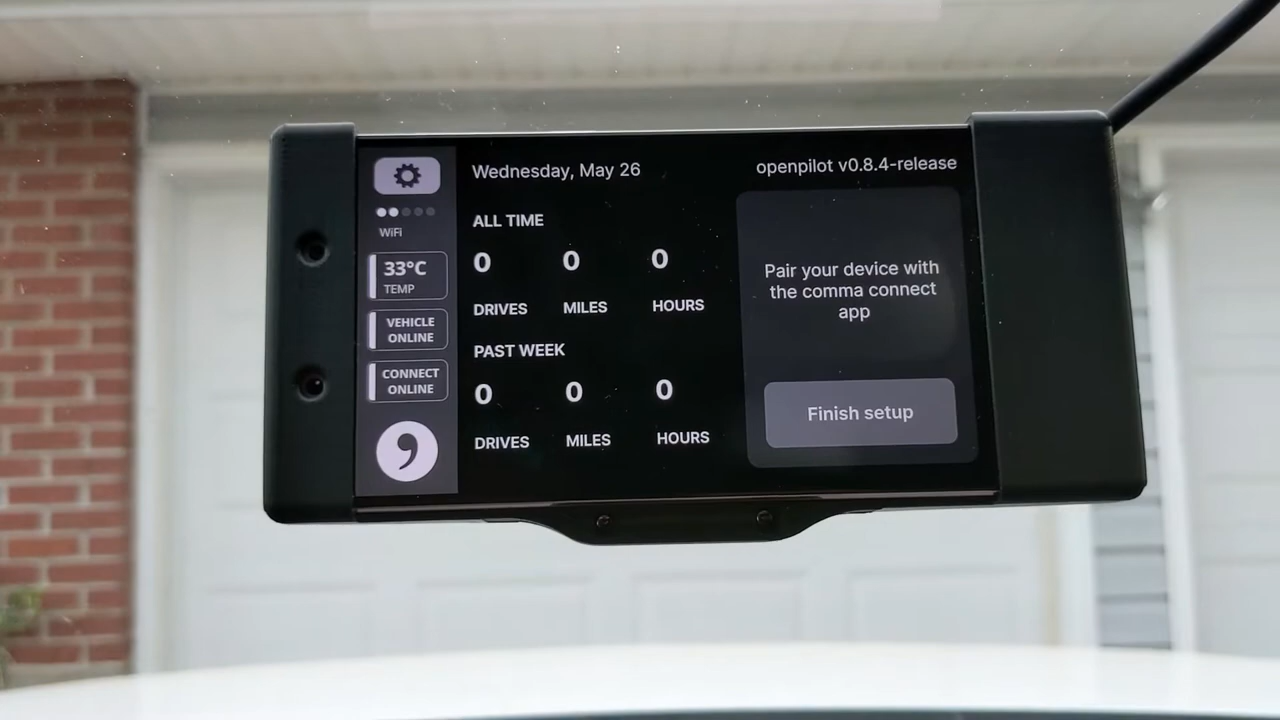 Wednesday, May 26
openpilot v0.8.4-release
WiFi
33°C
TEMP
VEHICLE
ONLINE
CONNECT
ONLINE
ALL TIME
0 0 0
DRIVES MILES HOURS
PAST WEEK
0 0 0
DRIVES MILES HOURS
Pair your device with
the comma connect
app
Finish setup